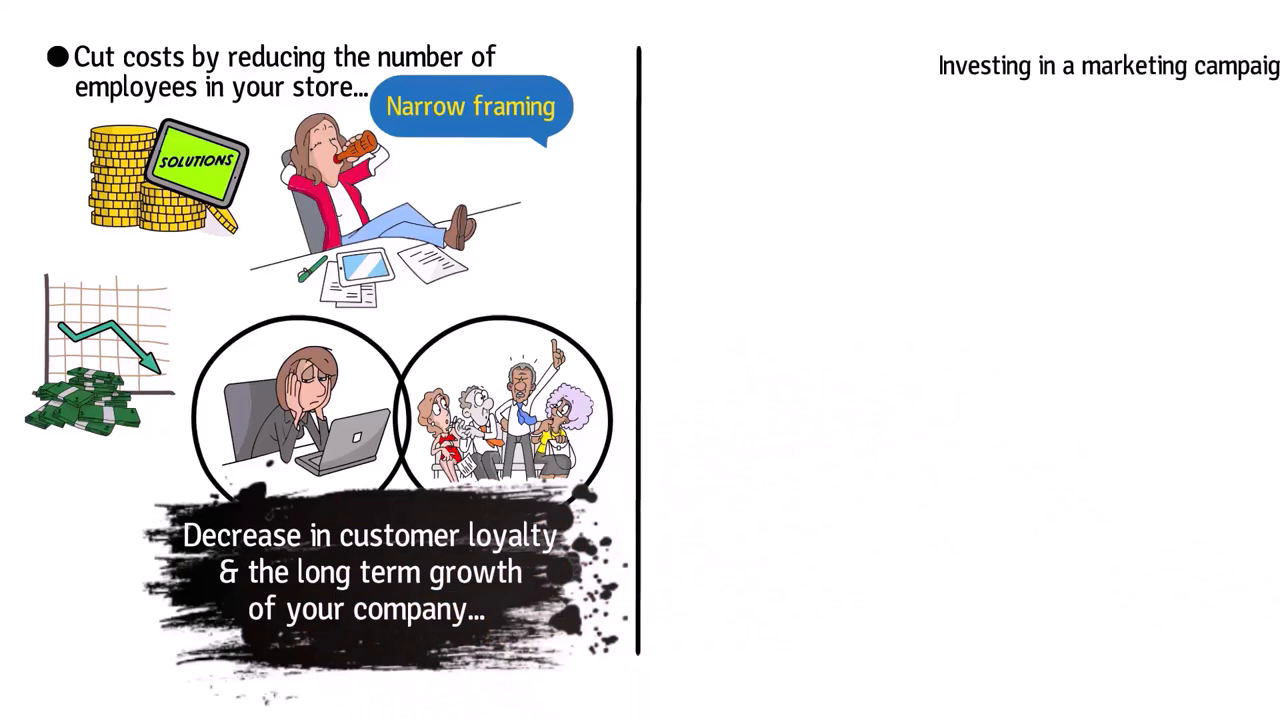 Cut costs by reducing the number of
employees in your store...
Narrow framing
SOLUTIONS
Decrease in customer loyalty
& the long term growth
of your company...
Investing in a marketing campaig